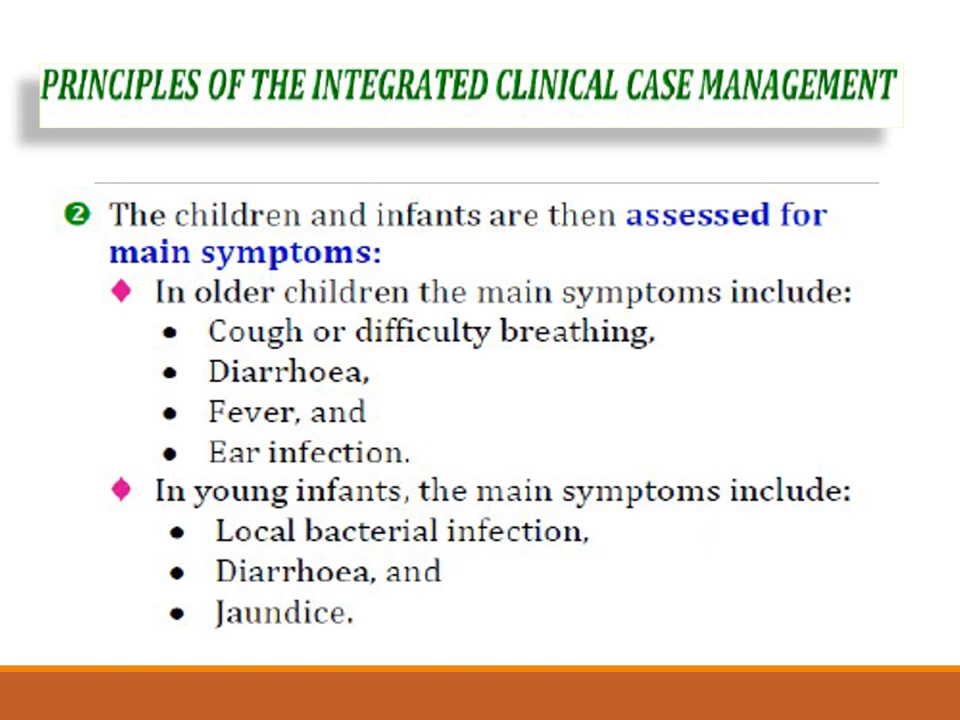 PRINCIPLES OF THE INTEGRATED CLINICAL CASE MANAGEMENT
❷ The children and infants are then assessed for
main symptoms:
♦ In older children the main symptoms include:
• Cough or difficulty breathing,
• Diarrhoea,
• Fever, and
• Ear infection.
♦ In young infants, the main symptoms include:
• Local bacterial infection,
• Diarrhoea, and
• Jaundice.